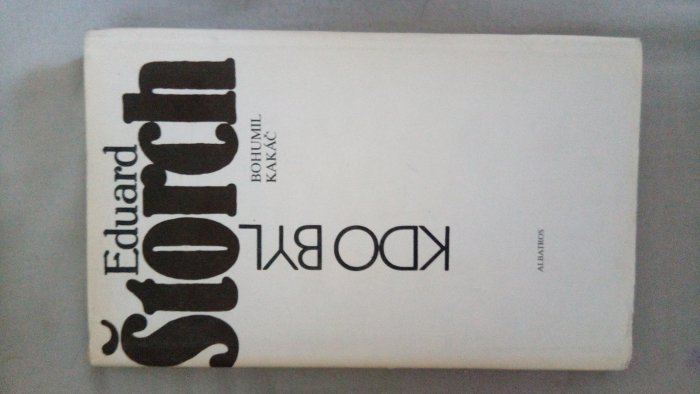 Eduard
Štorch
BOHUMIL
KAKÁČ
KDO BYL
ALBATROS